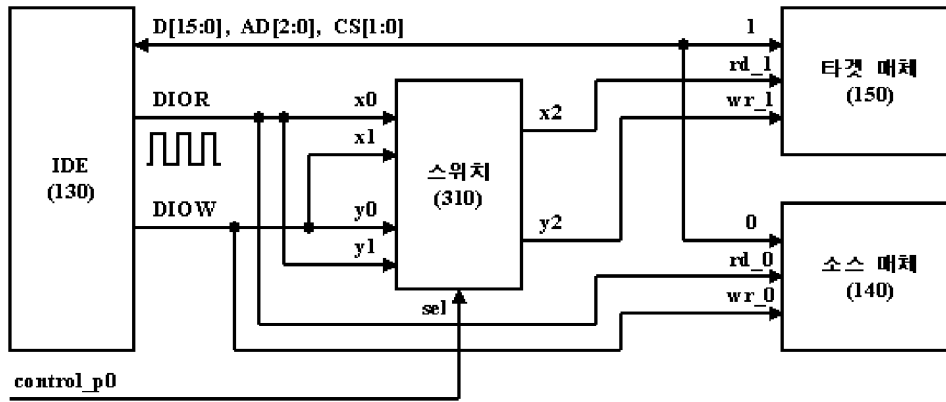 D[15:0], AD[2:0], CS[1:0]
1
rd_1
타겟 매체
(150)
wr_1
DIOR
x0
x2
x1
IDE
(130)
스위치
(310)
DIOW
y0
y2
0
y1
rd_0
소스 매체
(140)
sel
wr_0
control_p0